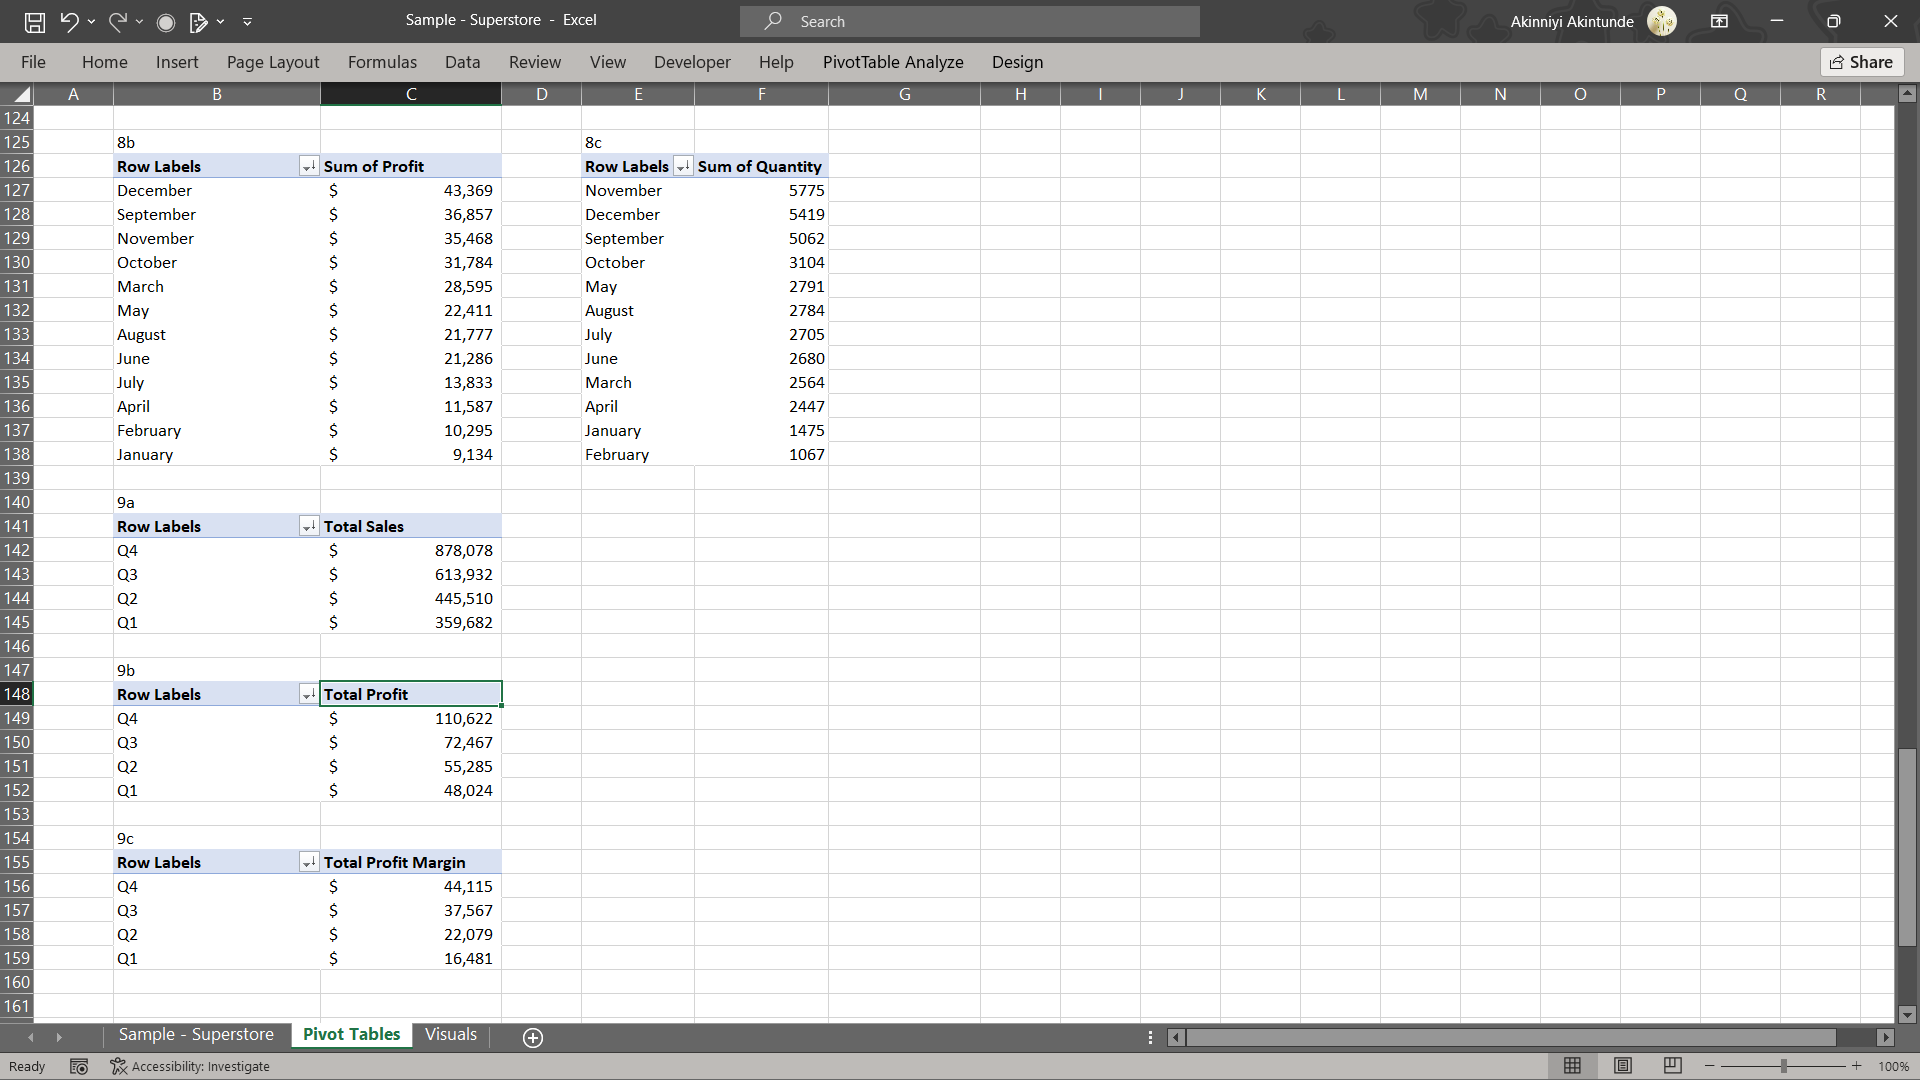 Sample - Superstore - Excel
Search
Akinniyi Akintunde
File Home Insert Page Layout Formulas Data Review View Developer Help PivotTable Analyze Design Share
A B C D E F G H I J K L M N O P Q R
124
125 8b 8c
126 Row Labels Sum of Profit Row Labels Sum of Quantity
127 December $ 43,369 November 5775
128 September $ 36,857 December 5419
129 November $ 35,468 September 5062
130 October $ 31,784 October 3104
131 March $ 28,595 May 2791
132 May $ 22,411 August 2784
133 August $ 21,777 July 2705
134 June $ 21,286 June 2680
135 July $ 13,833 March 2564
136 April $ 11,587 April 2447
137 February $ 10,295 January 1475
138 January $ 9,134 February 1067
139
140 9a
141 Row Labels Total Sales
142 Q4 $ 878,078
143 Q3 $ 613,932
144 Q2 $ 445,510
145 Q1 $ 359,682
146
147 9b
148 Row Labels Total Profit
149 Q4 $ 110,622
150 Q3 $ 72,467
151 Q2 $ 55,285
152 Q1 $ 48,024
153
154 9c
155 Row Labels Total Profit Margin
156 Q4 $ 44,115
157 Q3 $ 37,567
158 Q2 $ 22,079
159 Q1 $ 16,481
160
161
Sample - Superstore Pivot Tables Visuals
Ready Accessibility: Investigate 100%